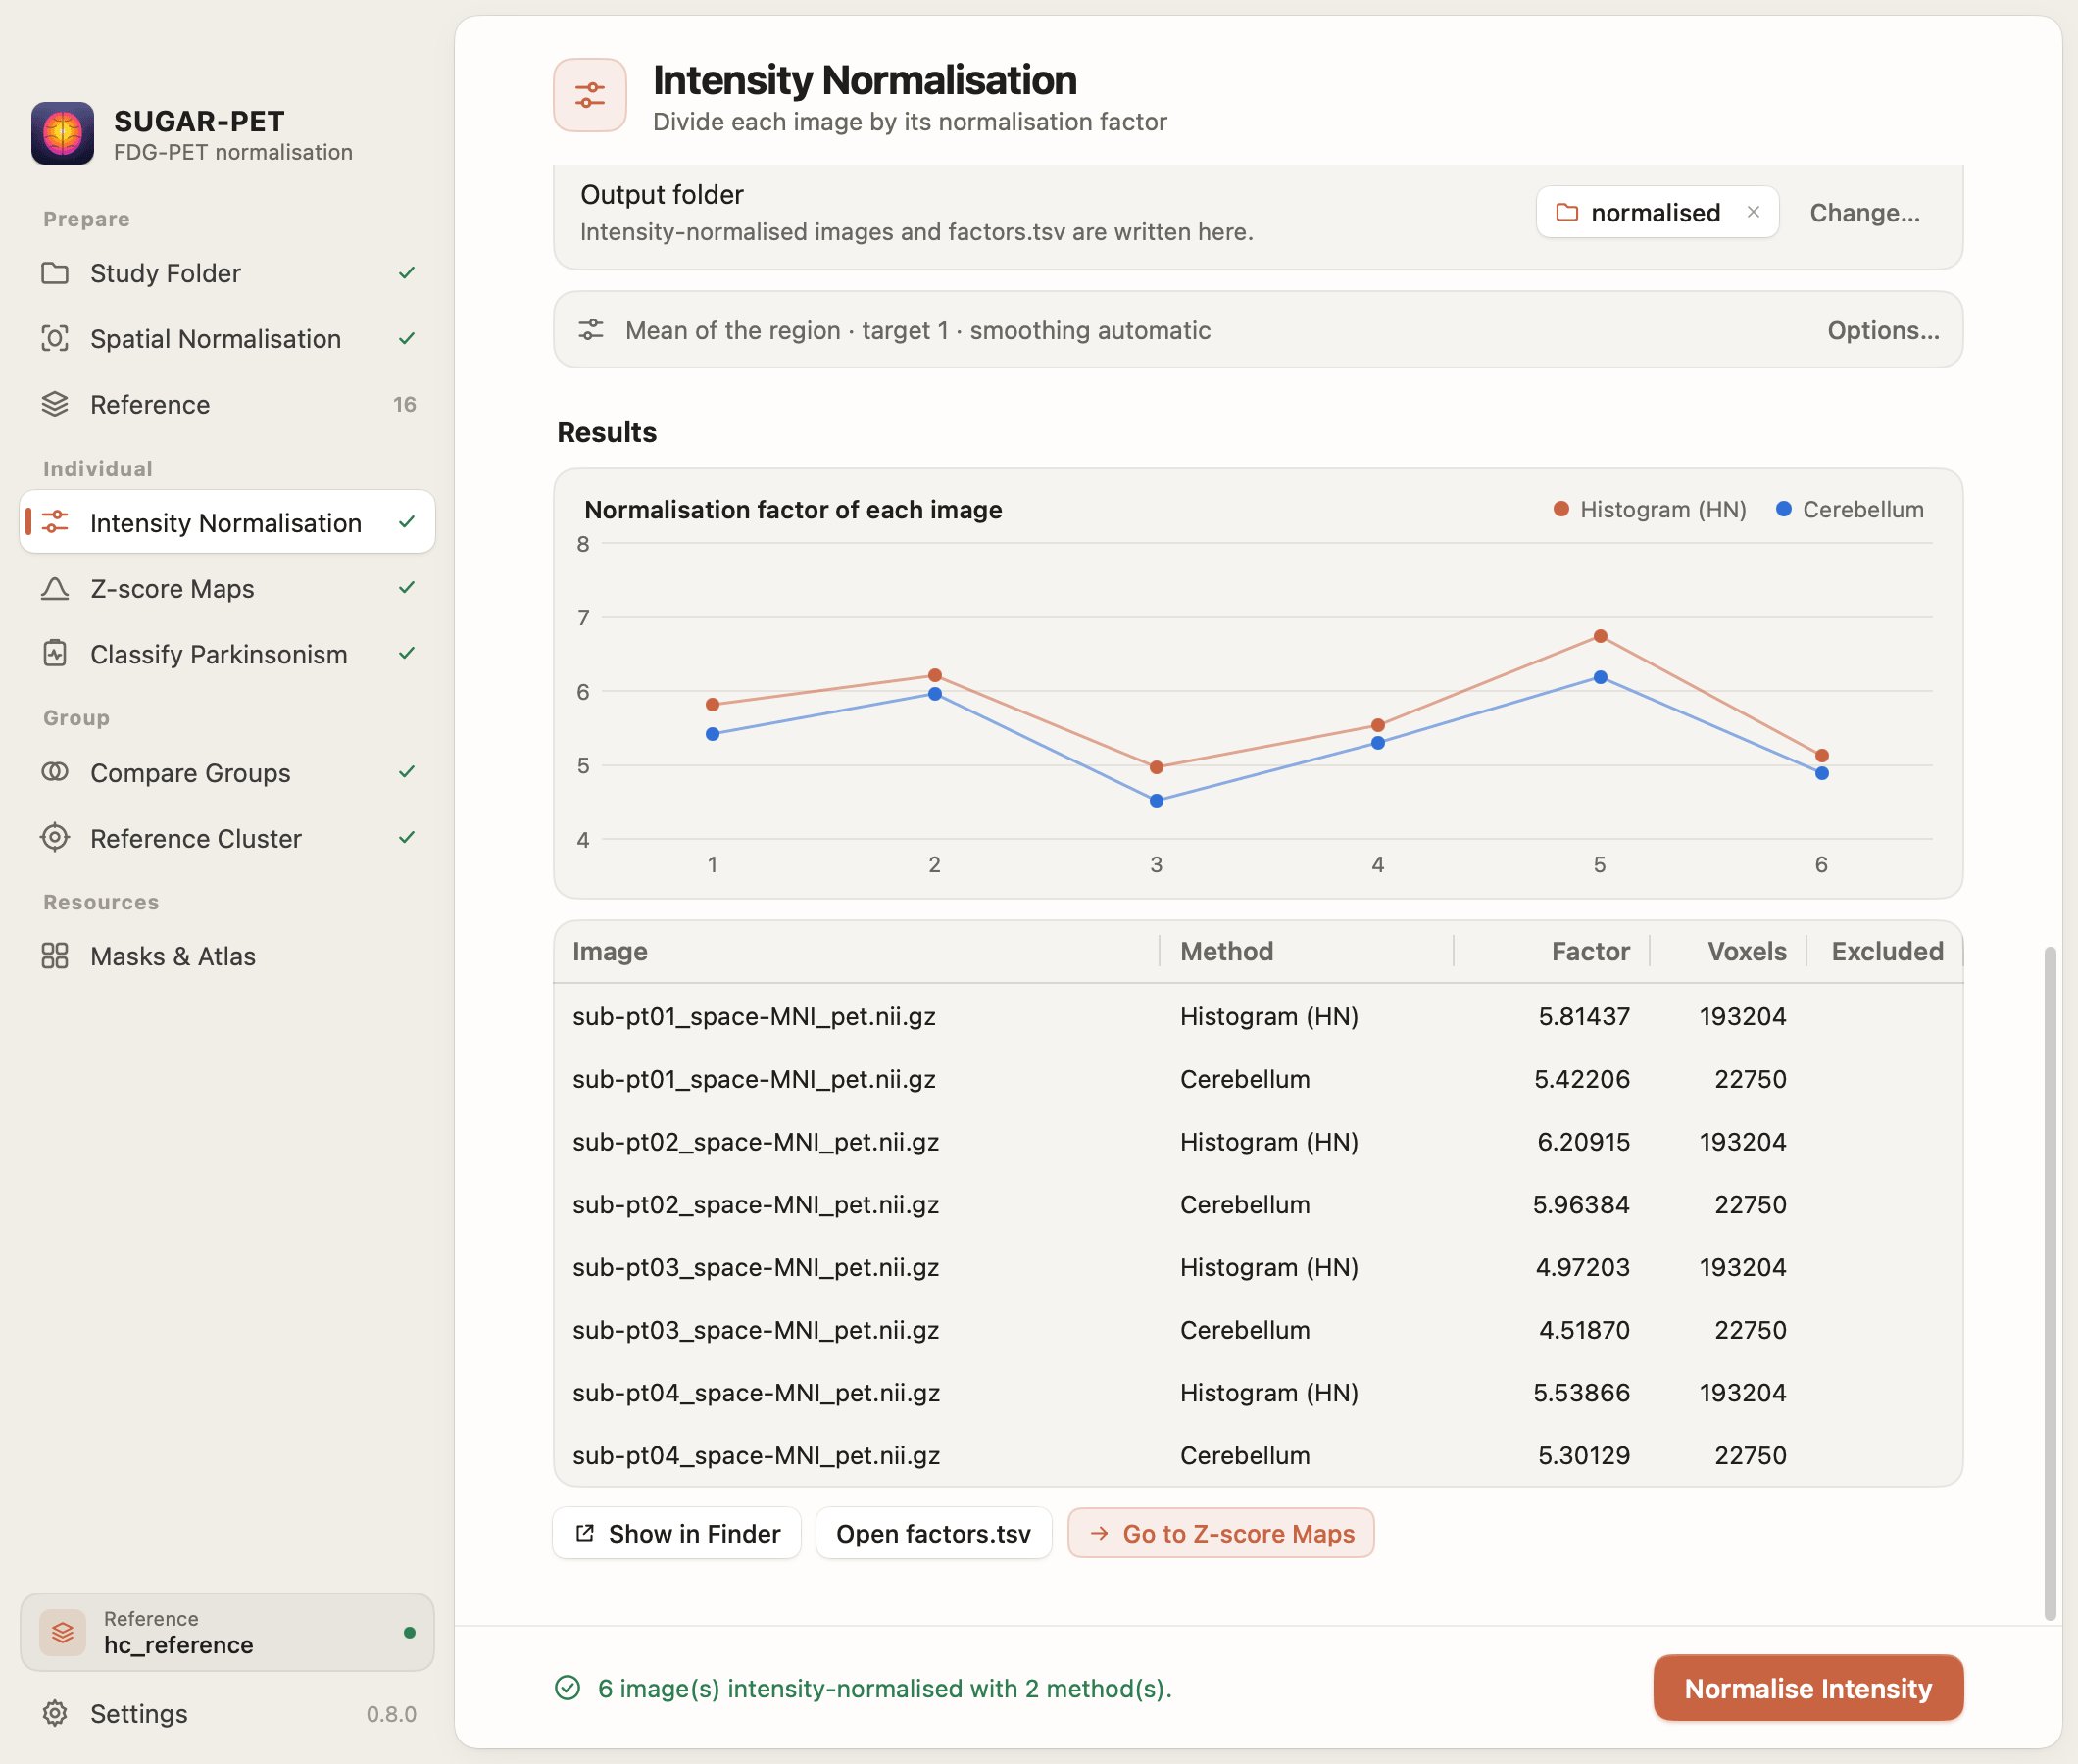 SUGAR-PET
FDG-PET normalisation
Prepare
Study Folder
Spatial Normalisation
Reference 16
Individual
Intensity Normalisation
Z-score Maps
Classify Parkinsonism
Group
Compare Groups
Reference Cluster
Resources
Masks & Atlas
Reference
hc_reference
Settings 0.8.0
Intensity Normalisation
Divide each image by its normalisation factor
Output folder
Intensity-normalised images and factors.tsv are written here.
normalised × Change...
Mean of the region · target 1 · smoothing automatic Options...
Results
Normalisation factor of each image Histogram (HN) Cerebellum
8
7
6
5
4
1 2 3 4 5 6
Image Method Factor Voxels Excluded
sub-pt01_space-MNI_pet.nii.gz Histogram (HN) 5.81437 193204
sub-pt01_space-MNI_pet.nii.gz Cerebellum 5.42206 22750
sub-pt02_space-MNI_pet.nii.gz Histogram (HN) 6.20915 193204
sub-pt02_space-MNI_pet.nii.gz Cerebellum 5.96384 22750
sub-pt03_space-MNI_pet.nii.gz Histogram (HN) 4.97203 193204
sub-pt03_space-MNI_pet.nii.gz Cerebellum 4.51870 22750
sub-pt04_space-MNI_pet.nii.gz Histogram (HN) 5.53866 193204
sub-pt04_space-MNI_pet.nii.gz Cerebellum 5.30129 22750
Show in Finder Open factors.tsv → Go to Z-score Maps
6 image(s) intensity-normalised with 2 method(s). Normalise Intensity